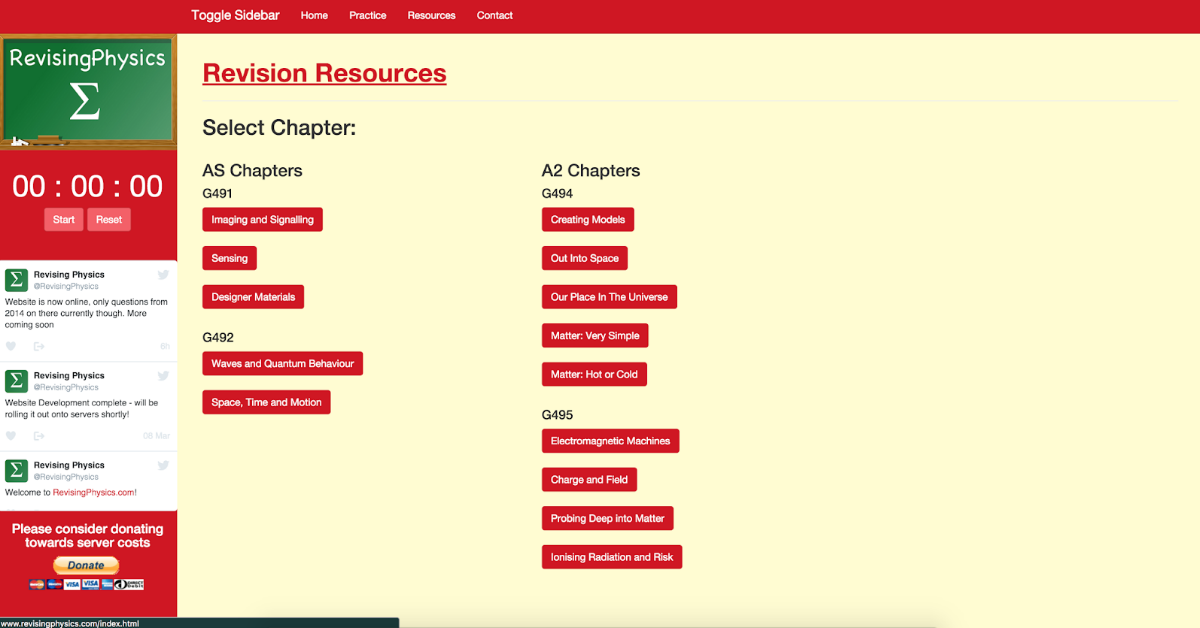 Toggle Sidebar Home Practice Resources Contact
RevisingPhysics
Σ
00 : 00 : 00
Start Reset
Σ
Revising Physics
@RevisingPhysics
Website is now online, only questions from
2014 on there currently though. More
coming soon
6h
Σ
Revising Physics
@RevisingPhysics
Website Development complete - will be
rolling it out onto servers shortly!
08 Mar
Σ
Revising Physics
@RevisingPhysics
Welcome to RevisingPhysics.com!
Please consider donating
towards server costs
Donate
VISA VISA
www.revisingphysics.com/index.html
Revision Resources
Select Chapter:
AS Chapters
G491
Imaging and Signalling
Sensing
Designer Materials
G492
Waves and Quantum Behaviour
Space, Time and Motion
A2 Chapters
G494
Creating Models
Out Into Space
Our Place In The Universe
Matter: Very Simple
Matter: Hot or Cold
G495
Electromagnetic Machines
Charge and Field
Probing Deep into Matter
Ionising Radiation and Risk